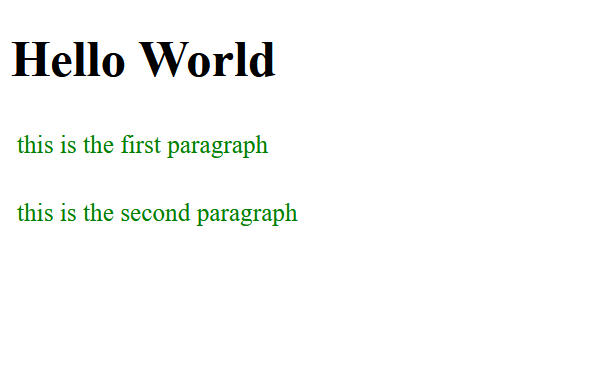 Hello World
this is the first paragraph
this is the second paragraph